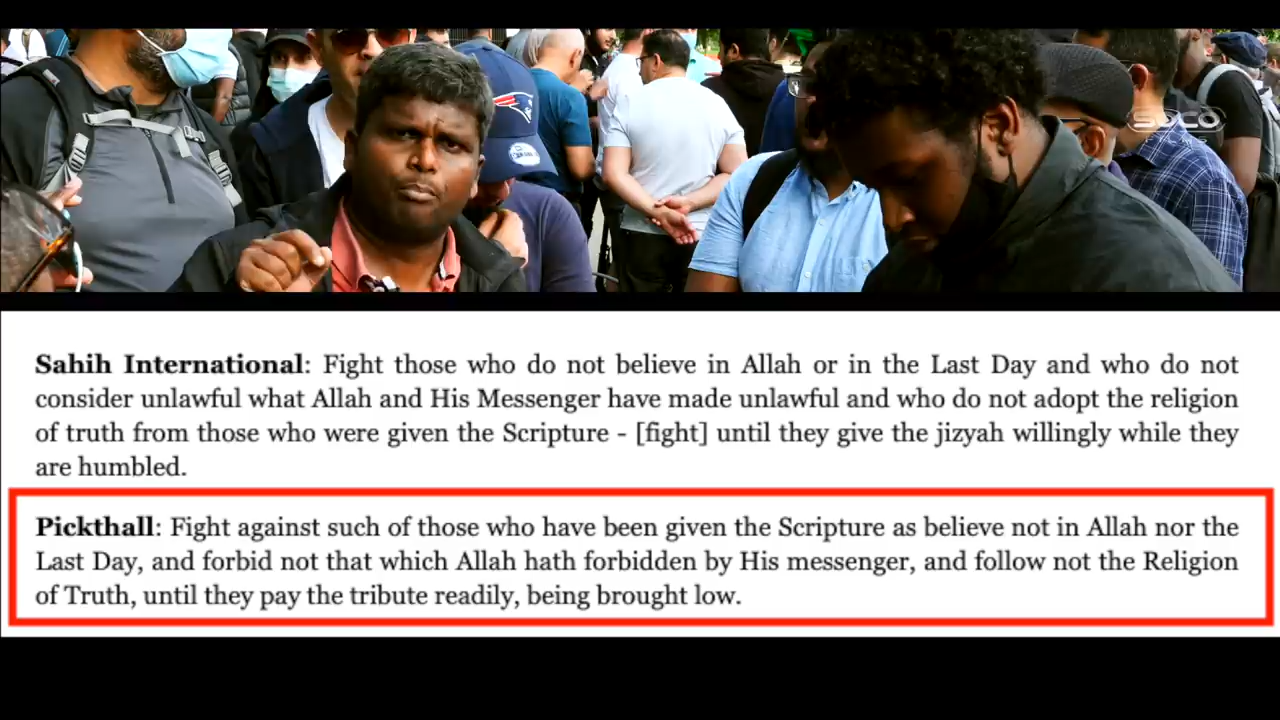 SOCO
Sahih International: Fight those who do not believe in Allah or in the Last Day and who do not
consider unlawful what Allah and His Messenger have made unlawful and who do not adopt the religion
of truth from those who were given the Scripture - [fight] until they give the jizyah willingly while they
are humbled.
Pickthall: Fight against such of those who have been given the Scripture as believe not in Allah nor the
Last Day, and forbid not that which Allah hath forbidden by His messenger, and follow not the Religion
of Truth, until they pay the tribute readily, being brought low.